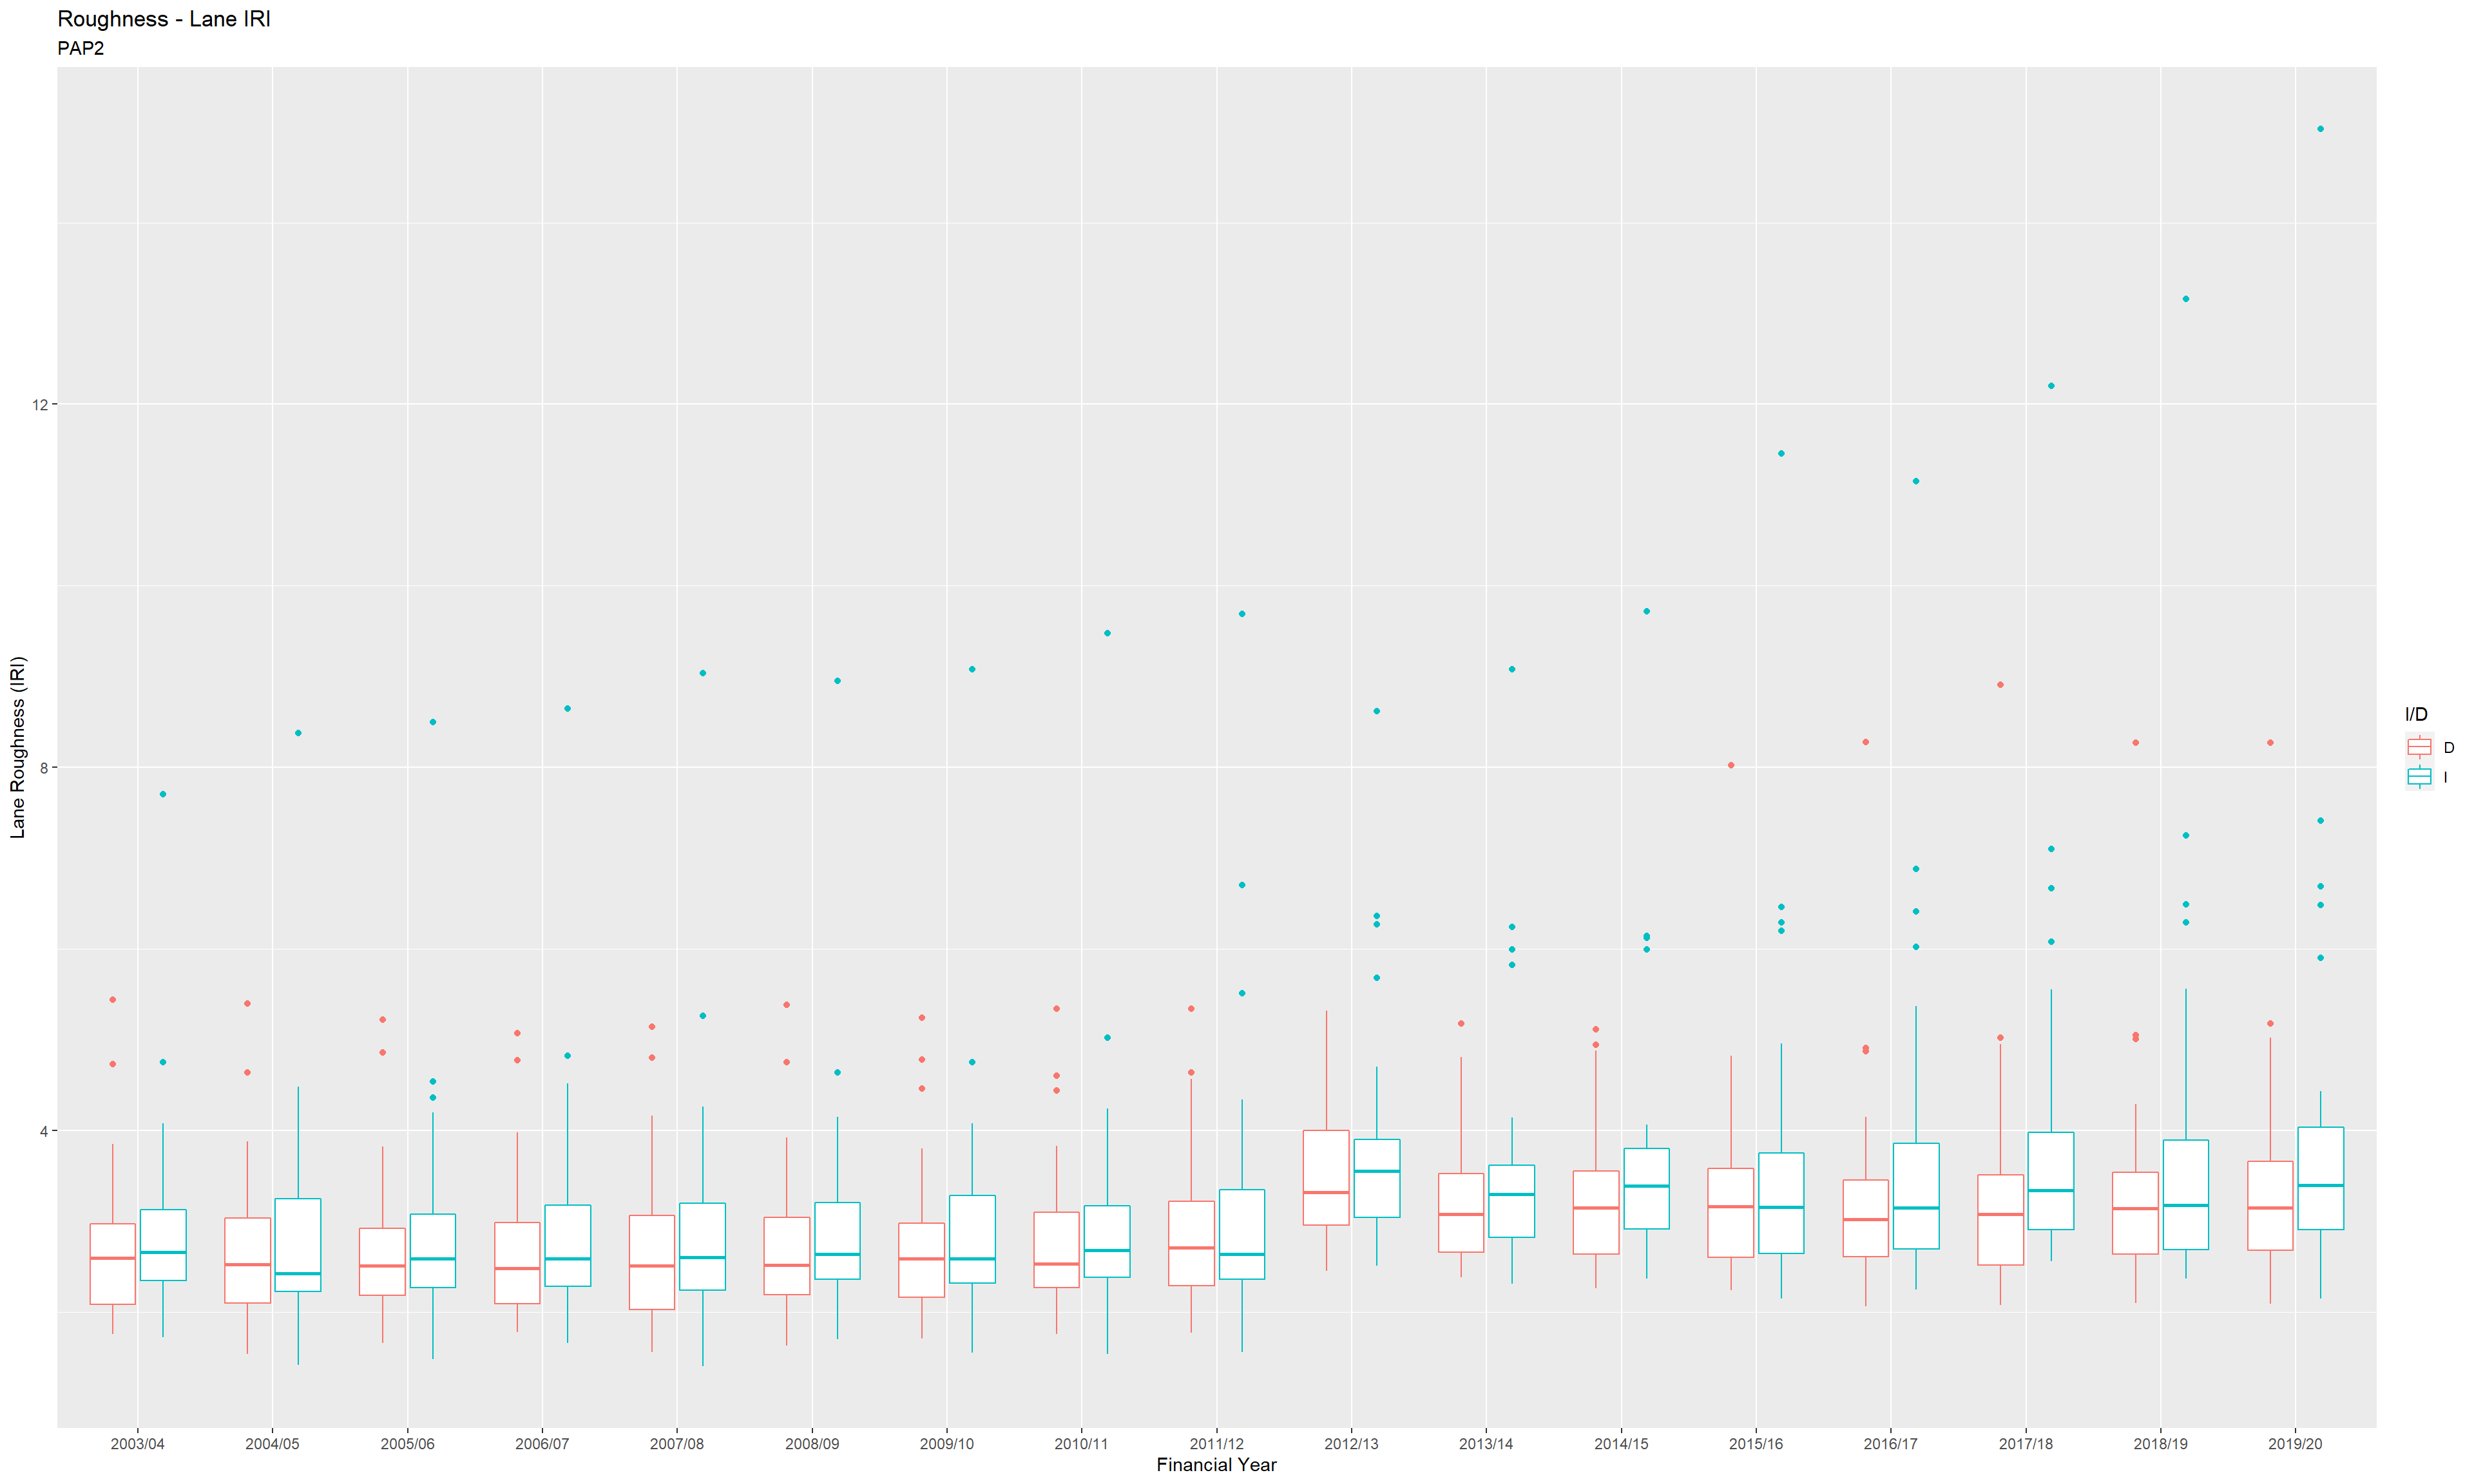 Roughness - Lane IRI
PAP2
12
8
4
Lane Roughness (IRI)
I/D
D
I
2003/04 2004/05 2005/06 2006/07 2007/08 2008/09 2009/10 2010/11 2011/12 2012/13 2013/14 2014/15 2015/16 2016/17 2017/18 2018/19 2019/20
Financial Year